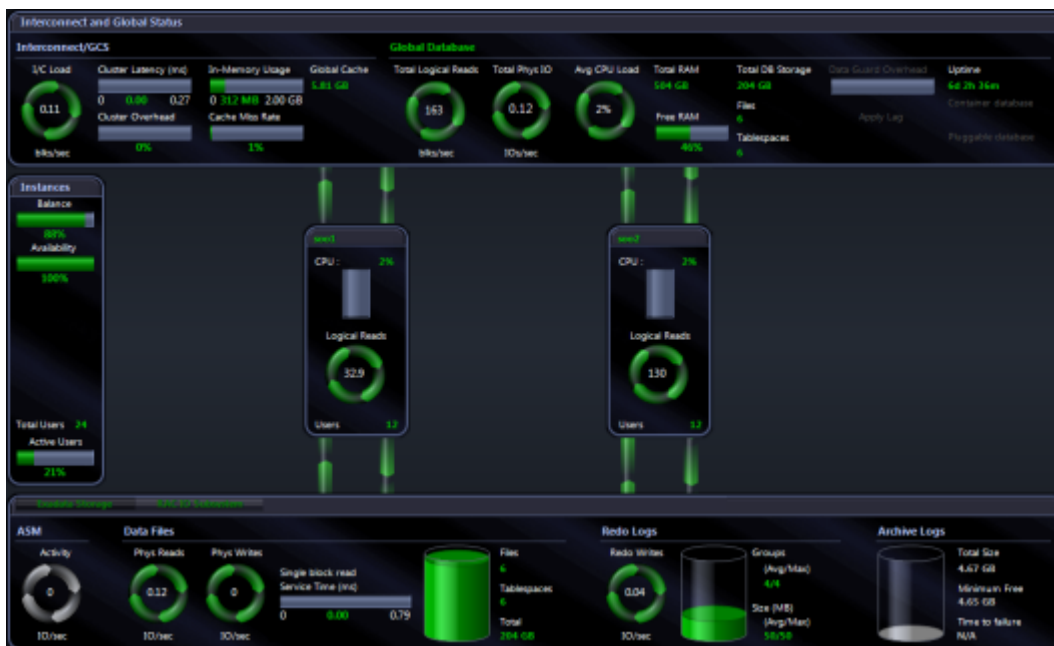 Interconnect and Global Status
Interconnect/GCS
Global Database
I/C Load
Cluster Latency (ms)
In-Memory Usage
Global Cache
Total Logical Reads
Total Phys IO
Avg CPU Load
Total RAM
Total DB Storage
Data Guard Overhead
Uptime
5.81 GB
504 GB
204 GB
6d 2h 26m
0.11
0 0.00 0.27
0 312 MB 2.00 GB
163
0.12
2%
Files
6
Container database
Cluster Overhead
Cache Miss Rate
Free RAM
Apply Lag
Tablespaces
6
Pluggable database
blks/sec
0%
1%
blks/sec
IOs/sec
46%
Instances
Balance
88%
Availability
100%
Total Users 24
Active Users
21%
CPU : 2%
Logical Reads
32.9
Users 12
CPU : 2%
Logical Reads
130
Users 12
Exadata Storage
ASM
Data Files
Redo Logs
Archive Logs
Activity
0
IO/sec
Phys Reads
0.12
IO/sec
Phys Writes
0
IO/sec
Single block read
Service Time (ms)
0 0.00 0.79
Files
6
Tablespaces
6
Total
204 GB
Redo Writes
0.04
IO/sec
Groups
(Avg/Max)
4/4
Size (MB)
(Avg/Max)
50/50
Total Size
4.67 GB
Minimum Free
4.65 GB
Time to failure
N/A